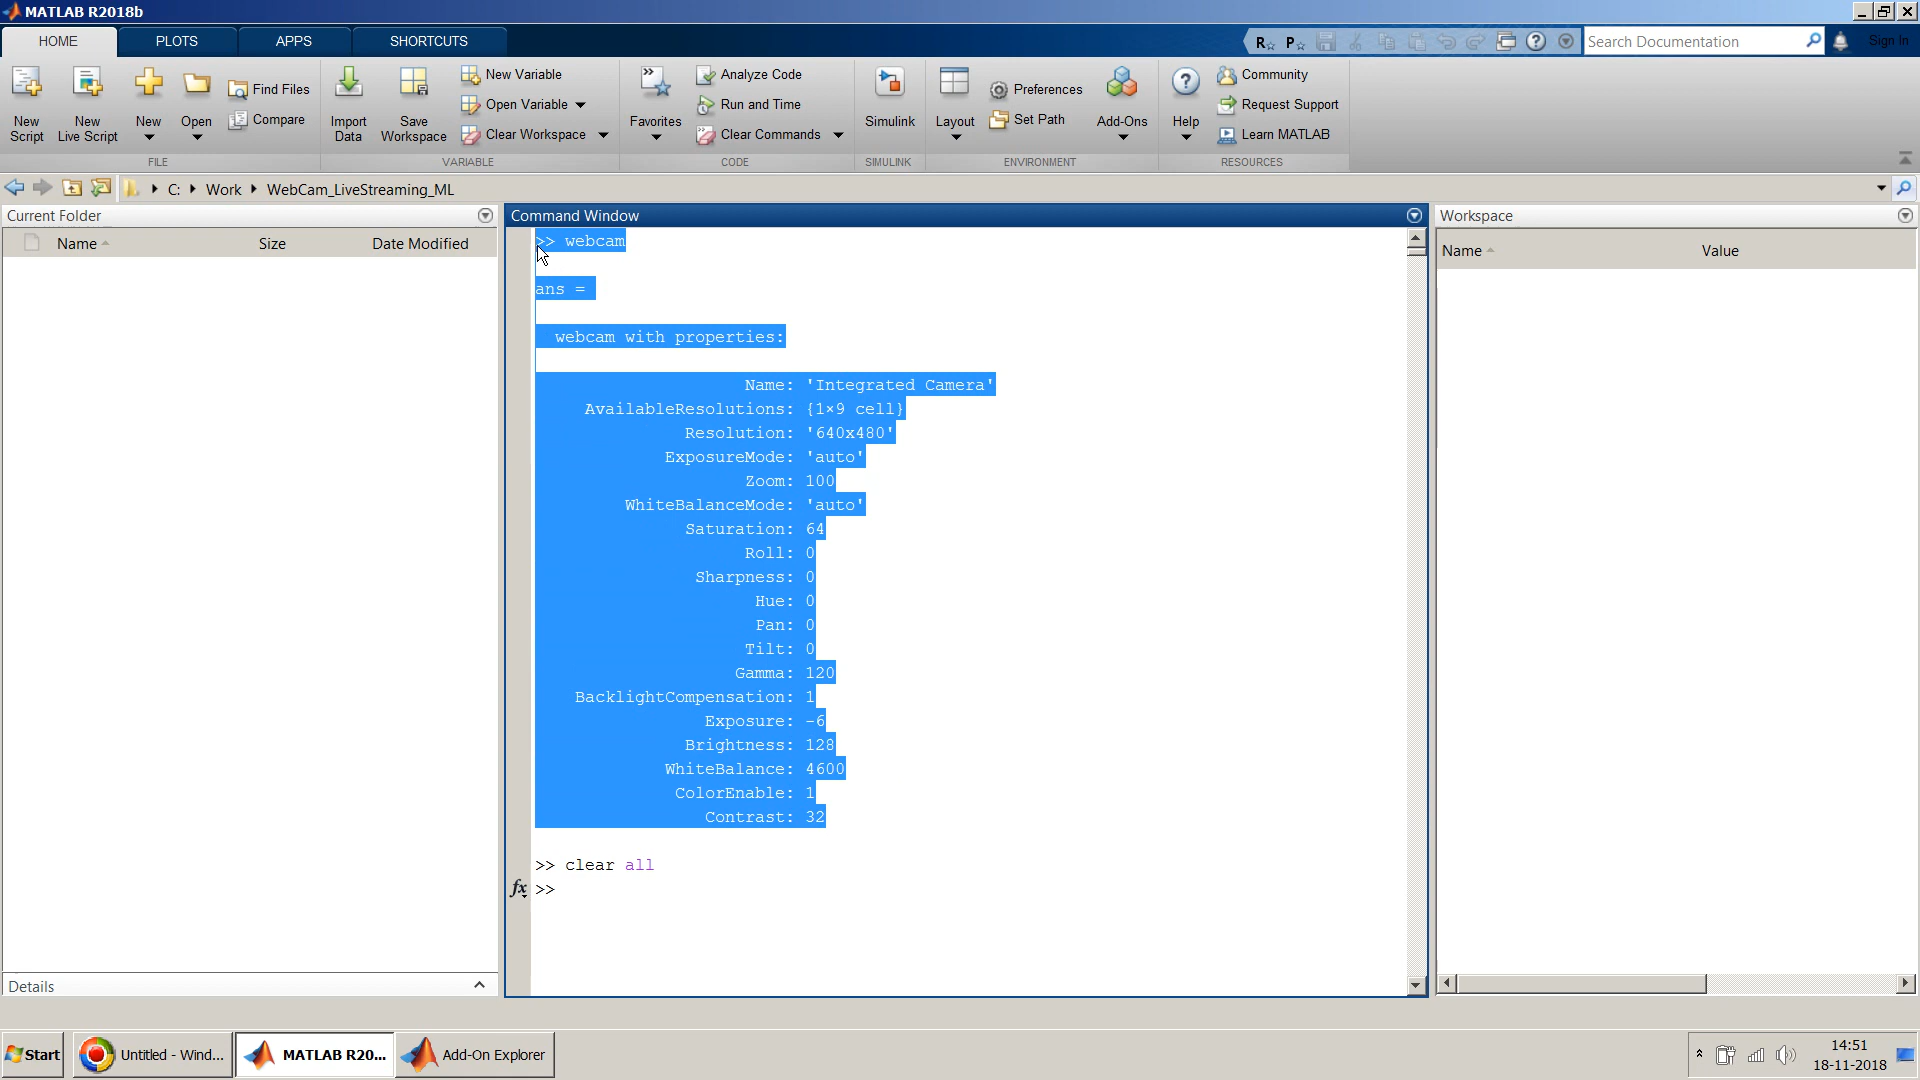 MATLAB R2018b
HOME
PLOTS
APPS
SHORTCUTS
Search Documentation
Sign In
New Script
New Live Script
New
Open
Find Files
Compare
Import Data
Save Workspace
New Variable
Open Variable
Clear Workspace
Favorites
Analyze Code
Run and Time
Clear Commands
Simulink
Layout
Preferences
Set Path
Add-Ons
Help
Community
Request Support
Learn MATLAB
FILE
VARIABLE
CODE
SIMULINK
ENVIRONMENT
RESOURCES
C: Work WebCam_LiveStreaming_ML
Current Folder
Name Size Date Modified
Details
Command Window
>> webcam
ans =
webcam with properties:
Name: 'Integrated Camera'
AvailableResolutions: {1×9 cell}
Resolution: '640x480'
ExposureMode: 'auto'
Zoom: 100
WhiteBalanceMode: 'auto'
Saturation: 64
Roll: 0
Sharpness: 0
Hue: 0
Pan: 0
Tilt: 0
Gamma: 120
BacklightCompensation: 1
Exposure: -6
Brightness: 128
WhiteBalance: 4600
ColorEnable: 1
Contrast: 32
>> clear all
fx >>
Workspace
Name Value
Start
Untitled - Wind...
MATLAB R20...
Add-On Explorer
14:51
18-11-2018